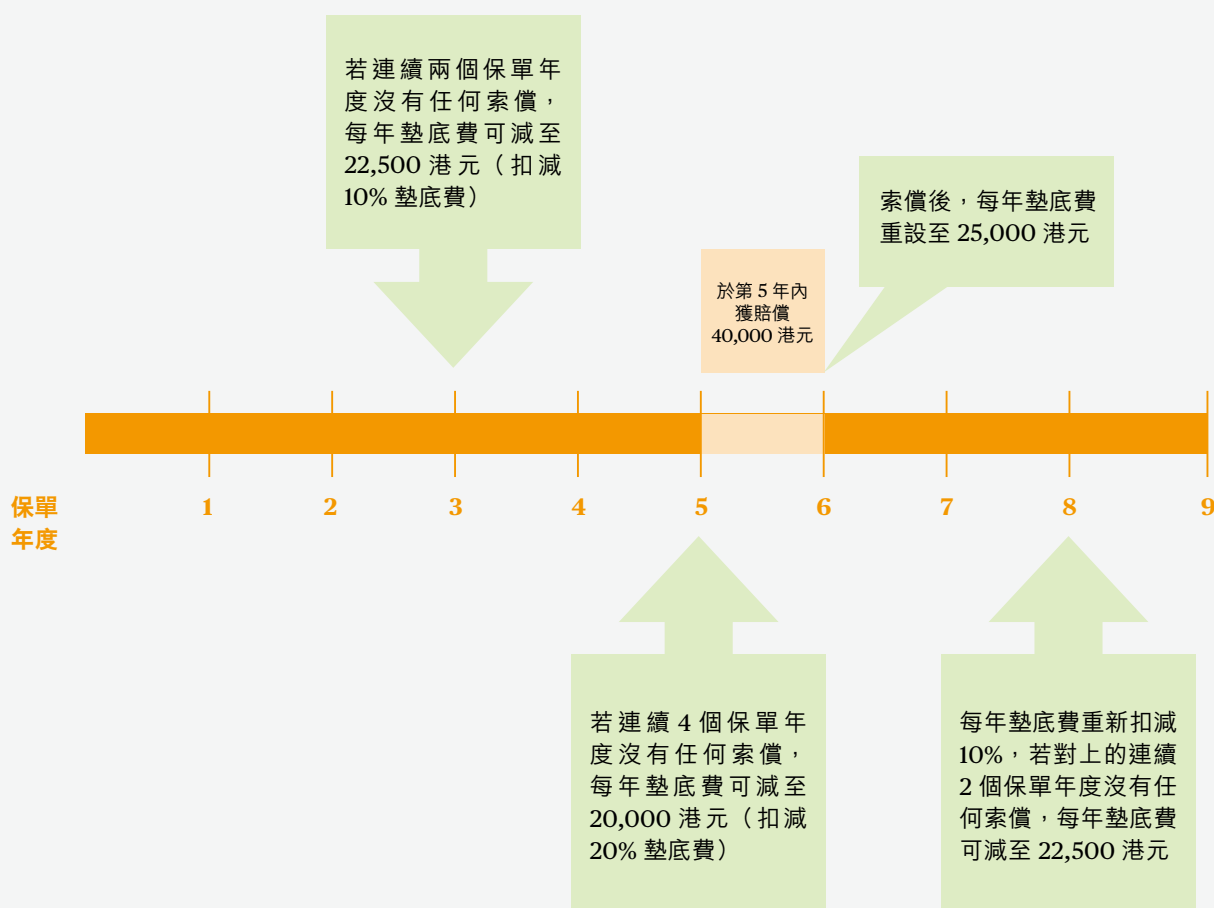 若連續兩個保單年
度沒有任何索償，
每年墊底費可減至
22,500 港元（扣減
10% 墊底費）
索償後，每年墊底費
重設至 25,000 港元
於第 5 年內
獲賠償
40,000 港元
保單
年度
1 2 3 4 5 6 7 8 9
若連續 4 個保單年
度沒有任何索償，
每年墊底費可減至
20,000 港元（扣減
20% 墊底費）
每年墊底費重新扣減
10%，若對上的連續
2 個保單年度沒有任
何索償，每年墊底費
可減至 22,500 港元